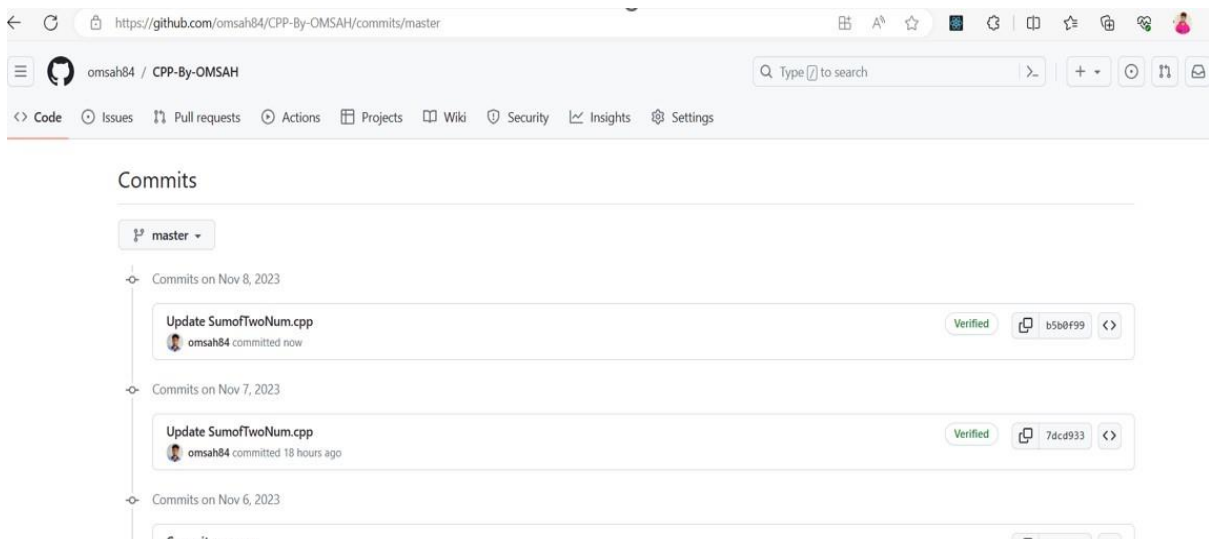 https://github.com/omsah84/CPP-By-OMSAH/commits/master
omsah84 / CPP-By-OMSAH
Type / to search
<> Code Issues Pull requests Actions Projects Wiki Security Insights Settings
Commits
master
Commits on Nov 8, 2023
Update SumofTwoNum.cpp
Verified b5b0f99 <>
omsah84 committed now
Commits on Nov 7, 2023
Update SumofTwoNum.cpp
Verified 7dcd933 <>
omsah84 committed 18 hours ago
Commits on Nov 6, 2023